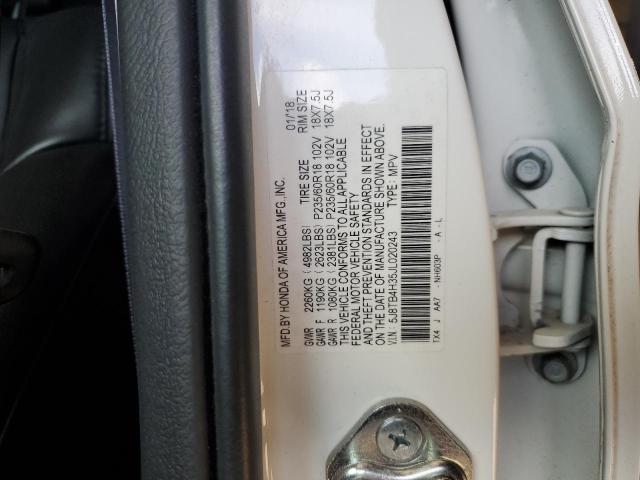 MFD.BY HONDA OF AMERICA MFG.,INC. 01/18
TIRE SIZE RIM SIZE
GVWR 2260KG ( 4982LBS)
GAWR F 1190KG ( 2623LBS) P235/60R18 102V 18X7.5J
GAWR R 1080KG ( 2381LBS) P235/60R18 102V 18X7.5J
THIS VEHICLE CONFORMS TO ALL APPLICABLE
FEDERAL MOTOR VEHICLE SAFETY
AND THEFT PREVENTION STANDARDS IN EFFECT
ON THE DATE OF MANUFACTURE SHOWN ABOVE.
V.I.N: 5J8TB4H35JL020243 TYPE: MPV
TX4 J AA7 -NH603P - A - L